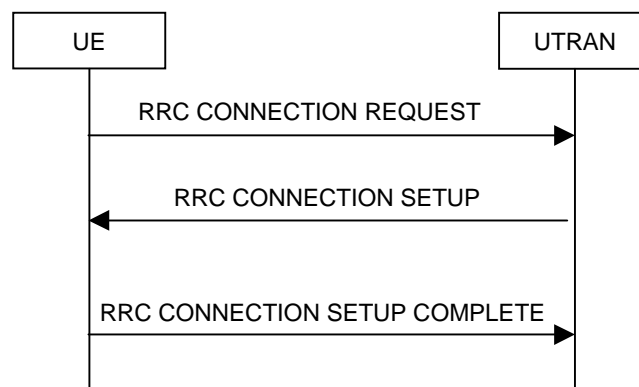 UE
UTRAN
RRC CONNECTION REQUEST
RRC CONNECTION SETUP
RRC CONNECTION SETUP COMPLETE